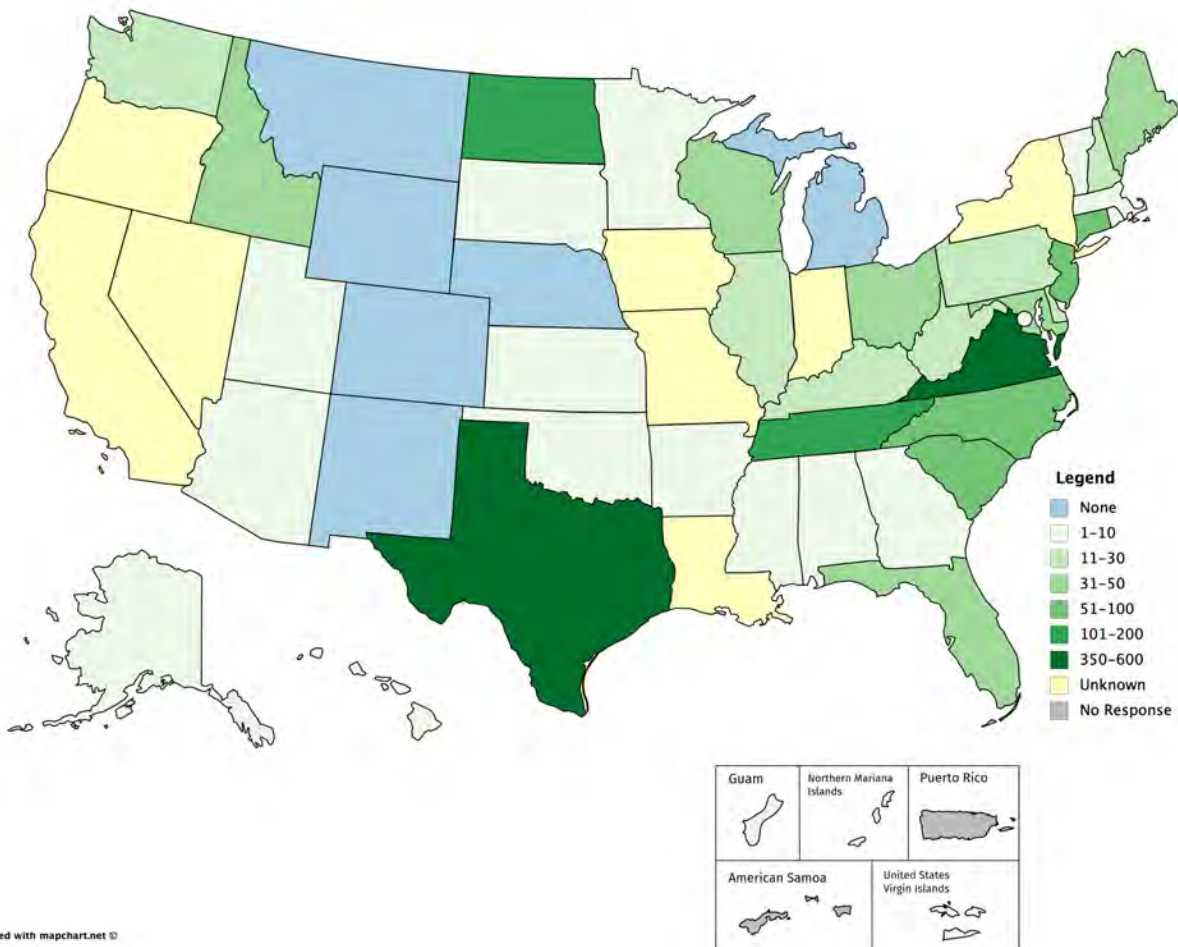 Legend
None
1–10
11–30
31–50
51–100
101–200
350–600
Unknown
No Response
Guam
Northern Mariana
Islands
Puerto Rico
American Samoa
United States
Virgin Islands
ed with mapchart.net ©